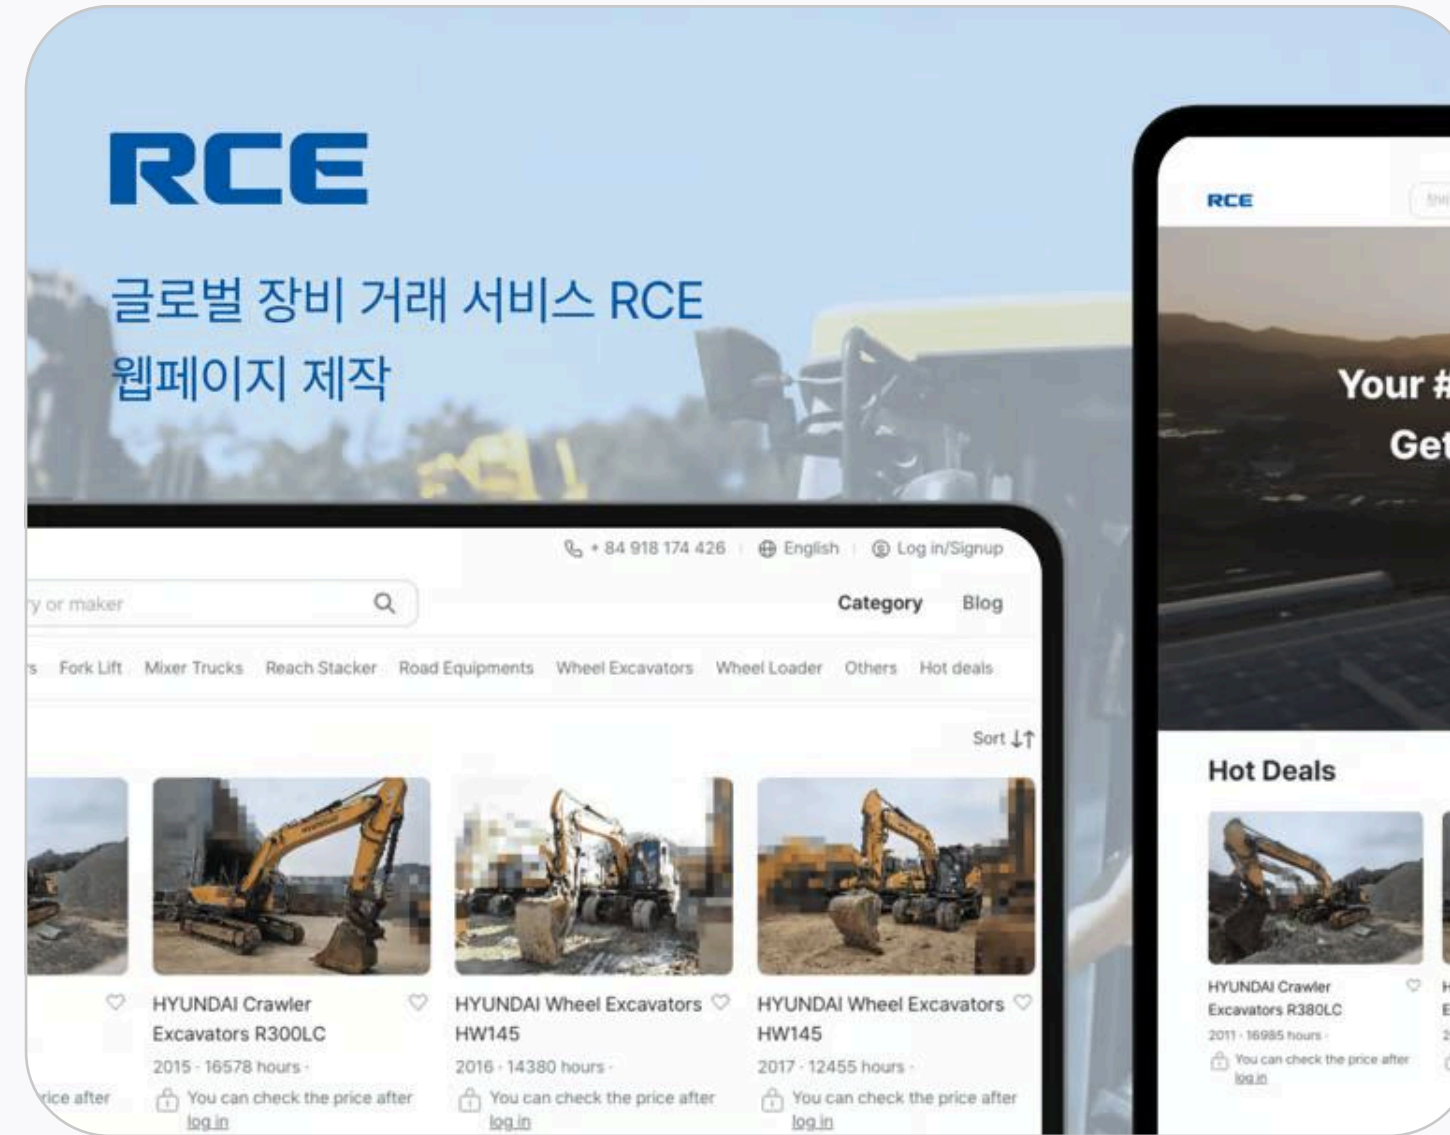 RCE
글로벌 장비 거래 서비스 RCE
웹페이지 제작
+ 84 918 174 426
English
Log in/Signup
or maker
Category
Blog
Fork Lift
Mixer Trucks
Reach Stacker
Road Equipments
Wheel Excavators
Wheel Loader
Others
Hot deals
Sort
after
HYUNDAI Crawler
Excavators R300LC
2015 · 16578 hours ·
You can check the price after
log in
HYUNDAI Wheel Excavators
HW145
2016 · 14380 hours ·
You can check the price after
log in
HYUNDAI Wheel Excavators
HW145
2017 · 12455 hours ·
You can check the price after
log in
RCE
Your #
Get
Hot Deals
HYUNDAI Crawler
Excavators R380LC
2011 · 16985 hours ·
You can check the price after
log in